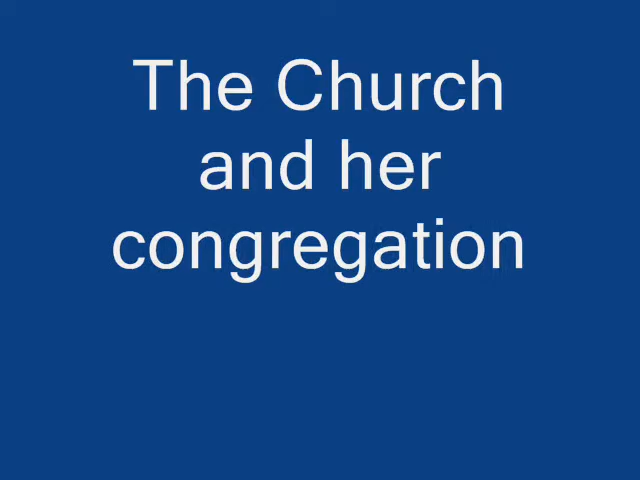 The Church
and her
congregation